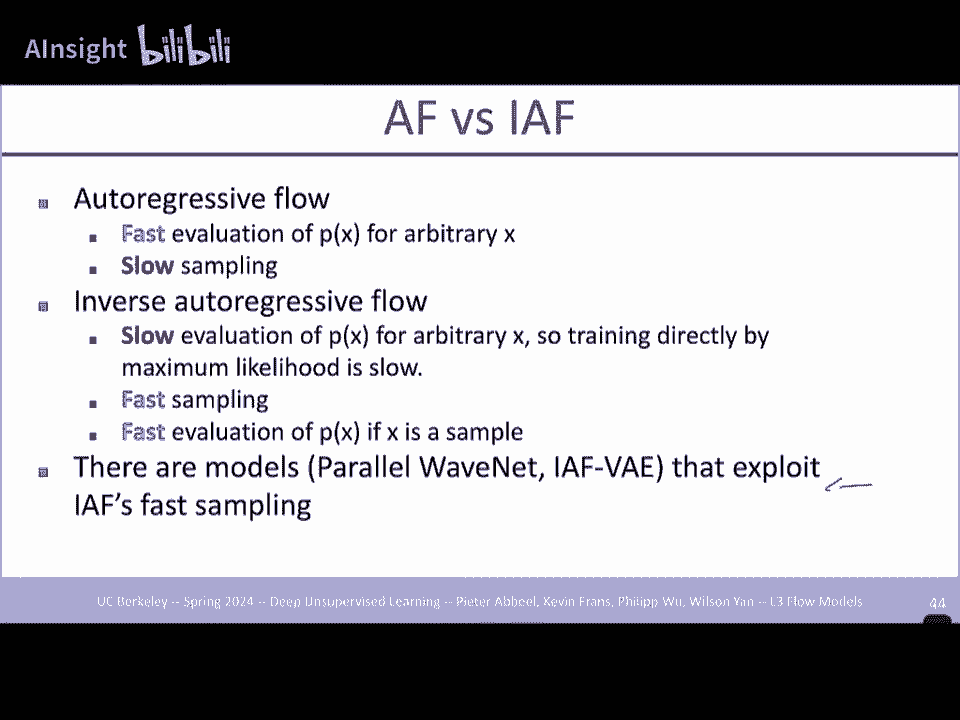 AInsight bilibili
AF vs IAF
Autoregressive flow
Fast evaluation of p(x) for arbitrary x
Slow sampling
Inverse autoregressive flow
Slow evaluation of p(x) for arbitrary x, so training directly by
maximum likelihood is slow.
Fast sampling
Fast evaluation of p(x) if x is a sample
There are models (Parallel WaveNet, IAF-VAE) that exploit
IAF's fast sampling
UC Berkeley -- Spring 2024 -- Deep Unsupervised Learning -- Pieter Abbeel, Kevin Frans, Philipp Wu, Wilson Yan -- L3 Flow Models 44